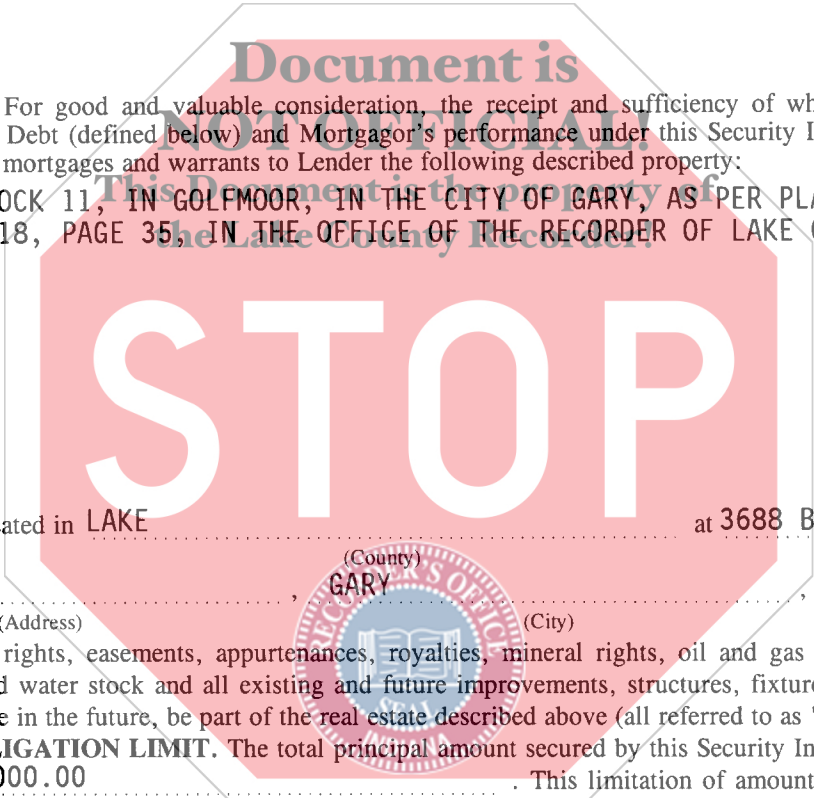 Document is
For good and valuable consideration, the receipt and sufficiency of wh
NOT OFFICIAL!
Debt (defined below) and Mortgagor's performance under this Security I
mortgages and warrants to Lender the following described property:
This Document is the property of
OCK 11, IN GOLFMOOR, IN THE CITY OF GARY, AS PER PLA
the Lake County Recorder!
18, PAGE 35, IN THE OFFICE OF THE RECORDER OF LAKE
STOP
ated in LAKE at 3688 B
(County)
, GARY ,
(Address) (City)
RECORDER'S OFFICE
rights, easements, appurtenances, royalties, mineral rights, oil and gas
d water stock and all existing and future improvements, structures, fixtur
SEAL
e in the future, be part of the real estate described above (all referred to as "
INDIANA
LIGATION LIMIT. The total principal amount secured by this Security In
000.00 . This limitation of amount